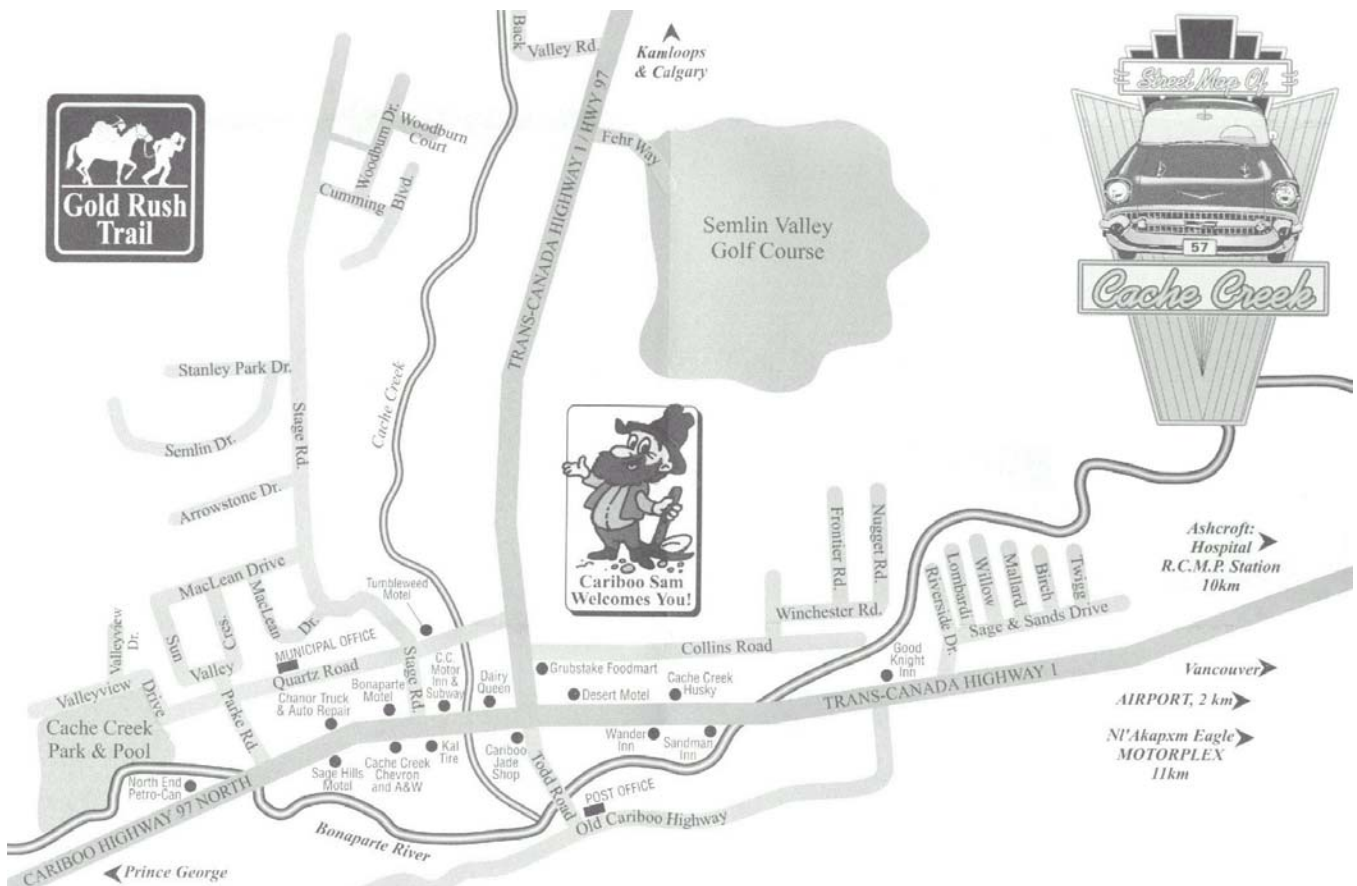 Gold Rush
Trail
Back
Valley Rd.
Kamloops
& Calgary
Street Map Of
57
Cache Creek
Woodburn Dr.
Woodburn
Court
Cumming
Blvd.
Fehr Way
TRANS-CANADA HIGHWAY 1 / HWY 97
Semlin Valley
Golf Course
Stanley Park Dr.
Semlin Dr.
Stage Rd.
Cache Creek
Arrowstone Dr.
Cariboo Sam
Welcomes You!
Frontier Rd.
Nugget Rd.
Winchester Rd.
Collins Road
Lombardi
Willow
Mallard
Birch
Twigg
Riverside Dr.
Sage & Sands Drive
Ashcroft:
Hospital
R.C.M.P. Station
10km
Vancouver
AIRPORT, 2 km
Nl'Akapxm Eagle
MOTORPLEX
11km
MacLean Drive
MacLean
Dr.
Sun
Valley
Cres.
Valleyview
Dr.
Valleyview
Drive
Parke Rd.
MUNICIPAL OFFICE
Quartz Road
Tumbleweed
Motel
Stage Rd.
Cache Creek
Park & Pool
Chanor Truck
& Auto Repair
Bonaparte
Motel
C.C.
Motor
Inn &
Subway
Dairy
Queen
Grubstake Foodmart
Desert Motel
Cache Creek
Husky
Good
Knight
Inn
TRANS-CANADA HIGHWAY 1
North End
Petro-Can
Sage Hills
Motel
Cache Creek
Chevron
and A&W
Kal
Tire
Cariboo
Jade
Shop
Wander
Inn
Sandman
Inn
Todd Road
POST OFFICE
Old Cariboo Highway
Bonaparte River
CARIBOO HIGHWAY 97 NORTH
Prince George